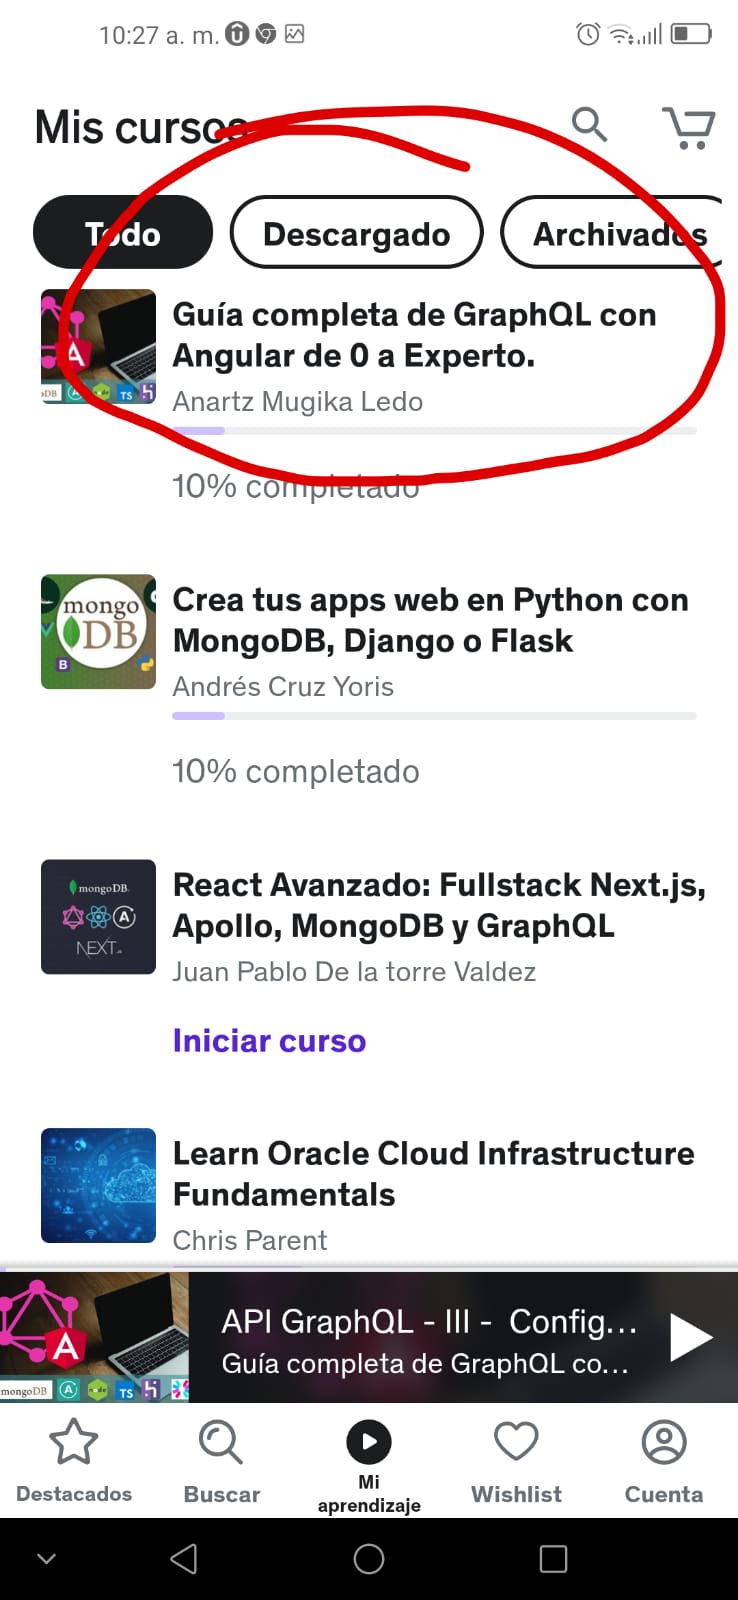 10:27 a. m.
Mis cursos
Todo
Descargado
Archivados
Guía completa de GraphQL con
Angular de 0 a Experto.
Anartz Mugika Ledo
10% completado
mongo
DB
B
Crea tus apps web en Python con
MongoDB, Django o Flask
Andrés Cruz Yoris
10% completado
mongoDB.
A
NEXT.js
React Avanzado: Fullstack Next.js,
Apollo, MongoDB y GraphQL
Juan Pablo De la torre Valdez
Iniciar curso
Learn Oracle Cloud Infrastructure
Fundamentals
Chris Parent
A
mongoDB
A
node
TS
h
API GraphQL - III -  Config...
Guía completa de GraphQL co...
Destacados
Buscar
Mi
aprendizaje
Wishlist
Cuenta